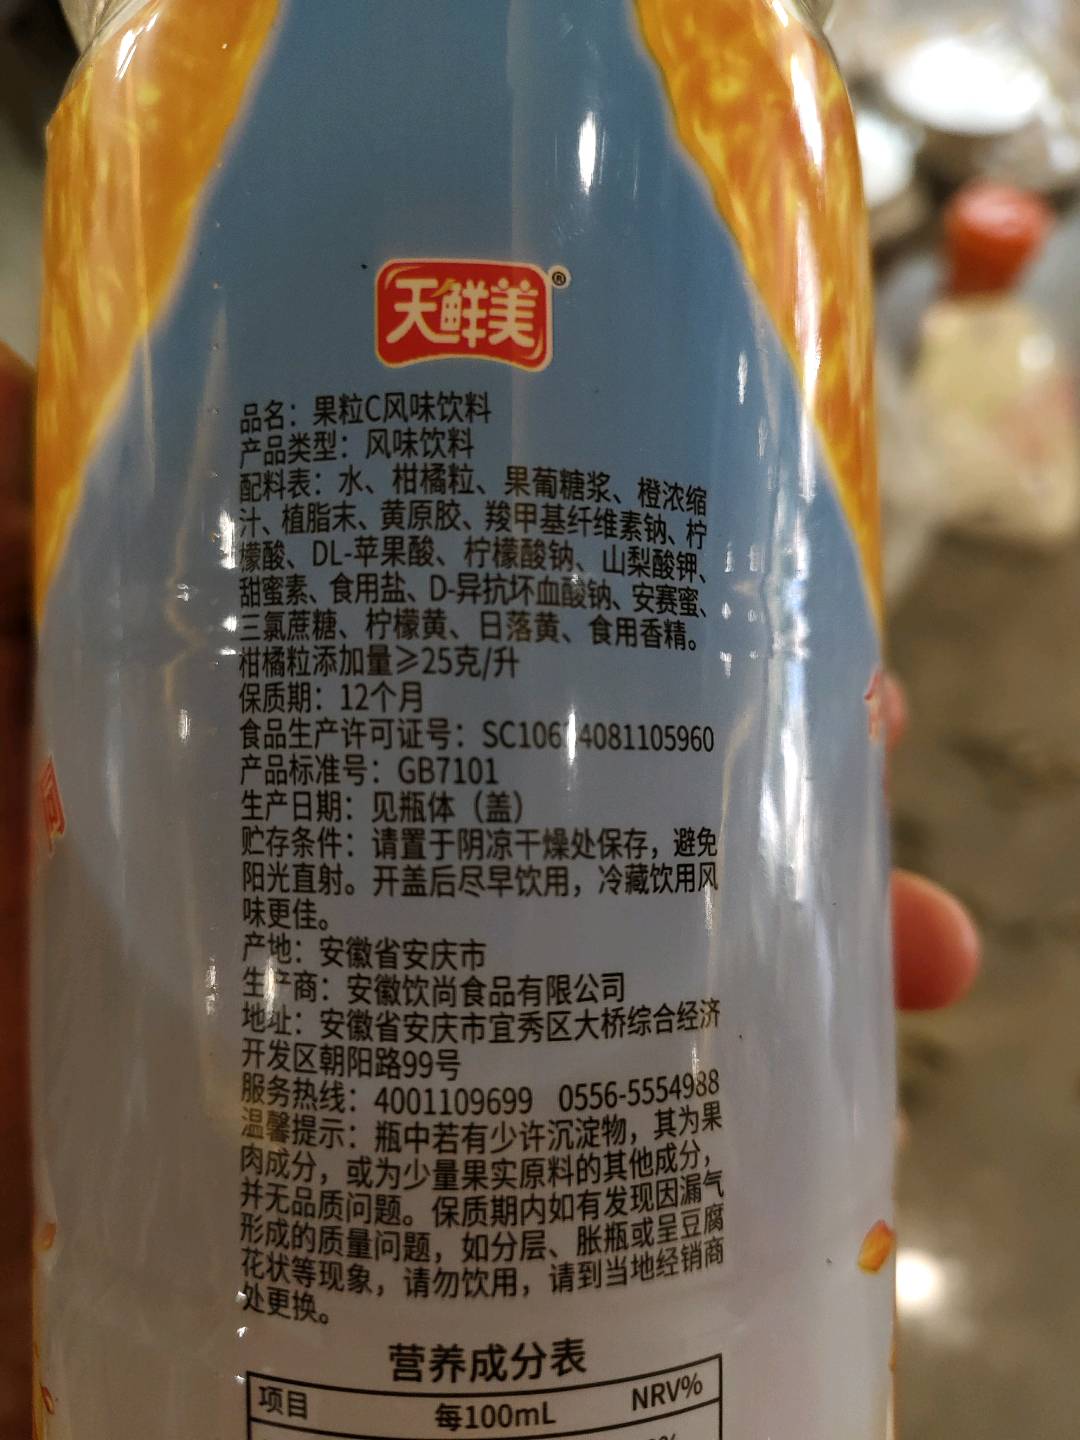 天鲜美®
品名：果粒C风味饮料
产品类型：风味饮料
配料表：水、柑橘粒、果葡糖浆、橙浓缩
汁、植脂末、黄原胶、羧甲基纤维素钠、柠
檬酸、DL-苹果酸、柠檬酸钠、山梨酸钾、
甜蜜素、食用盐、D-异抗坏血酸钠、安赛蜜、
三氯蔗糖、柠檬黄、日落黄、食用香精。
柑橘粒添加量≥25克/升
保质期：12个月
食品生产许可证号：
产品标准号：GB7101
生产日期：见瓶体（盖）
贮存条件：请置于阴凉干燥处保存，避免
阳光直射。开盖后尽早饮用，冷藏饮用风
味更佳。
产地：安徽省安庆市
生产商：安徽饮尚食品有限公司
地址：安徽省安庆市宜秀区大桥综合经济
开发区朝阳路99号
服务热线：4001109699 0556-5554988
温馨提示：瓶中若有少许沉淀物，其为果
肉成分，或为少量果实原料的其他成分，
并无品质问题。保质期内如有发现因漏气
形成的质量问题，如分层、胀瓶或呈豆腐
花状等现象，请勿饮用，请到当地经销商
处更换。
营养成分表
项目 每100mL NRV%